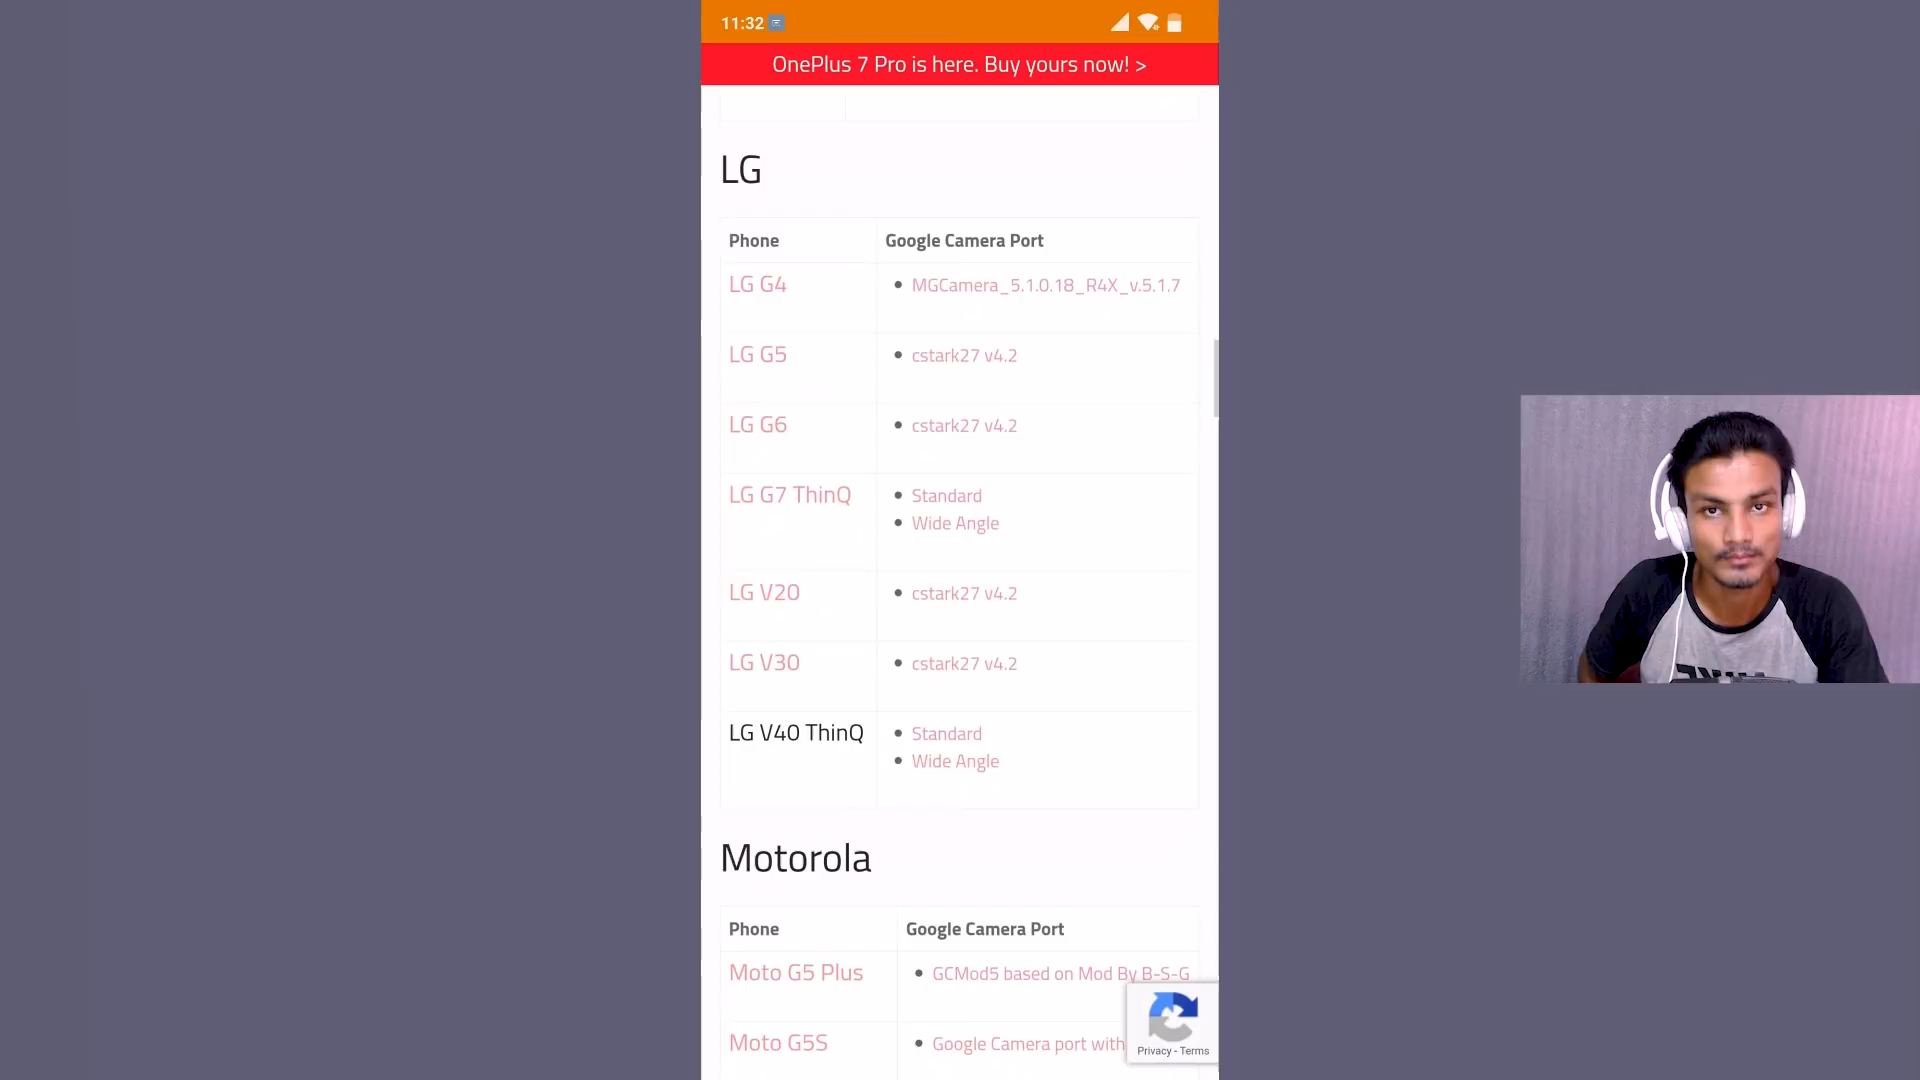 11:32
OnePlus 7 Pro is here. Buy yours now! >
LG
Phone
Google Camera Port
LG G4
MGCamera_5.1.0.18_R4X_v.5.1.7
LG G5
cstark27 v4.2
LG G6
cstark27 v4.2
LG G7 ThinQ
Standard
Wide Angle
LG V20
cstark27 v4.2
LG V30
cstark27 v4.2
LG V40 ThinQ
Standard
Wide Angle
Motorola
Phone
Google Camera Port
Moto G5 Plus
GCMod5 based on Mod By B-S-G
Moto G5S
Google Camera port with
Privacy - Terms